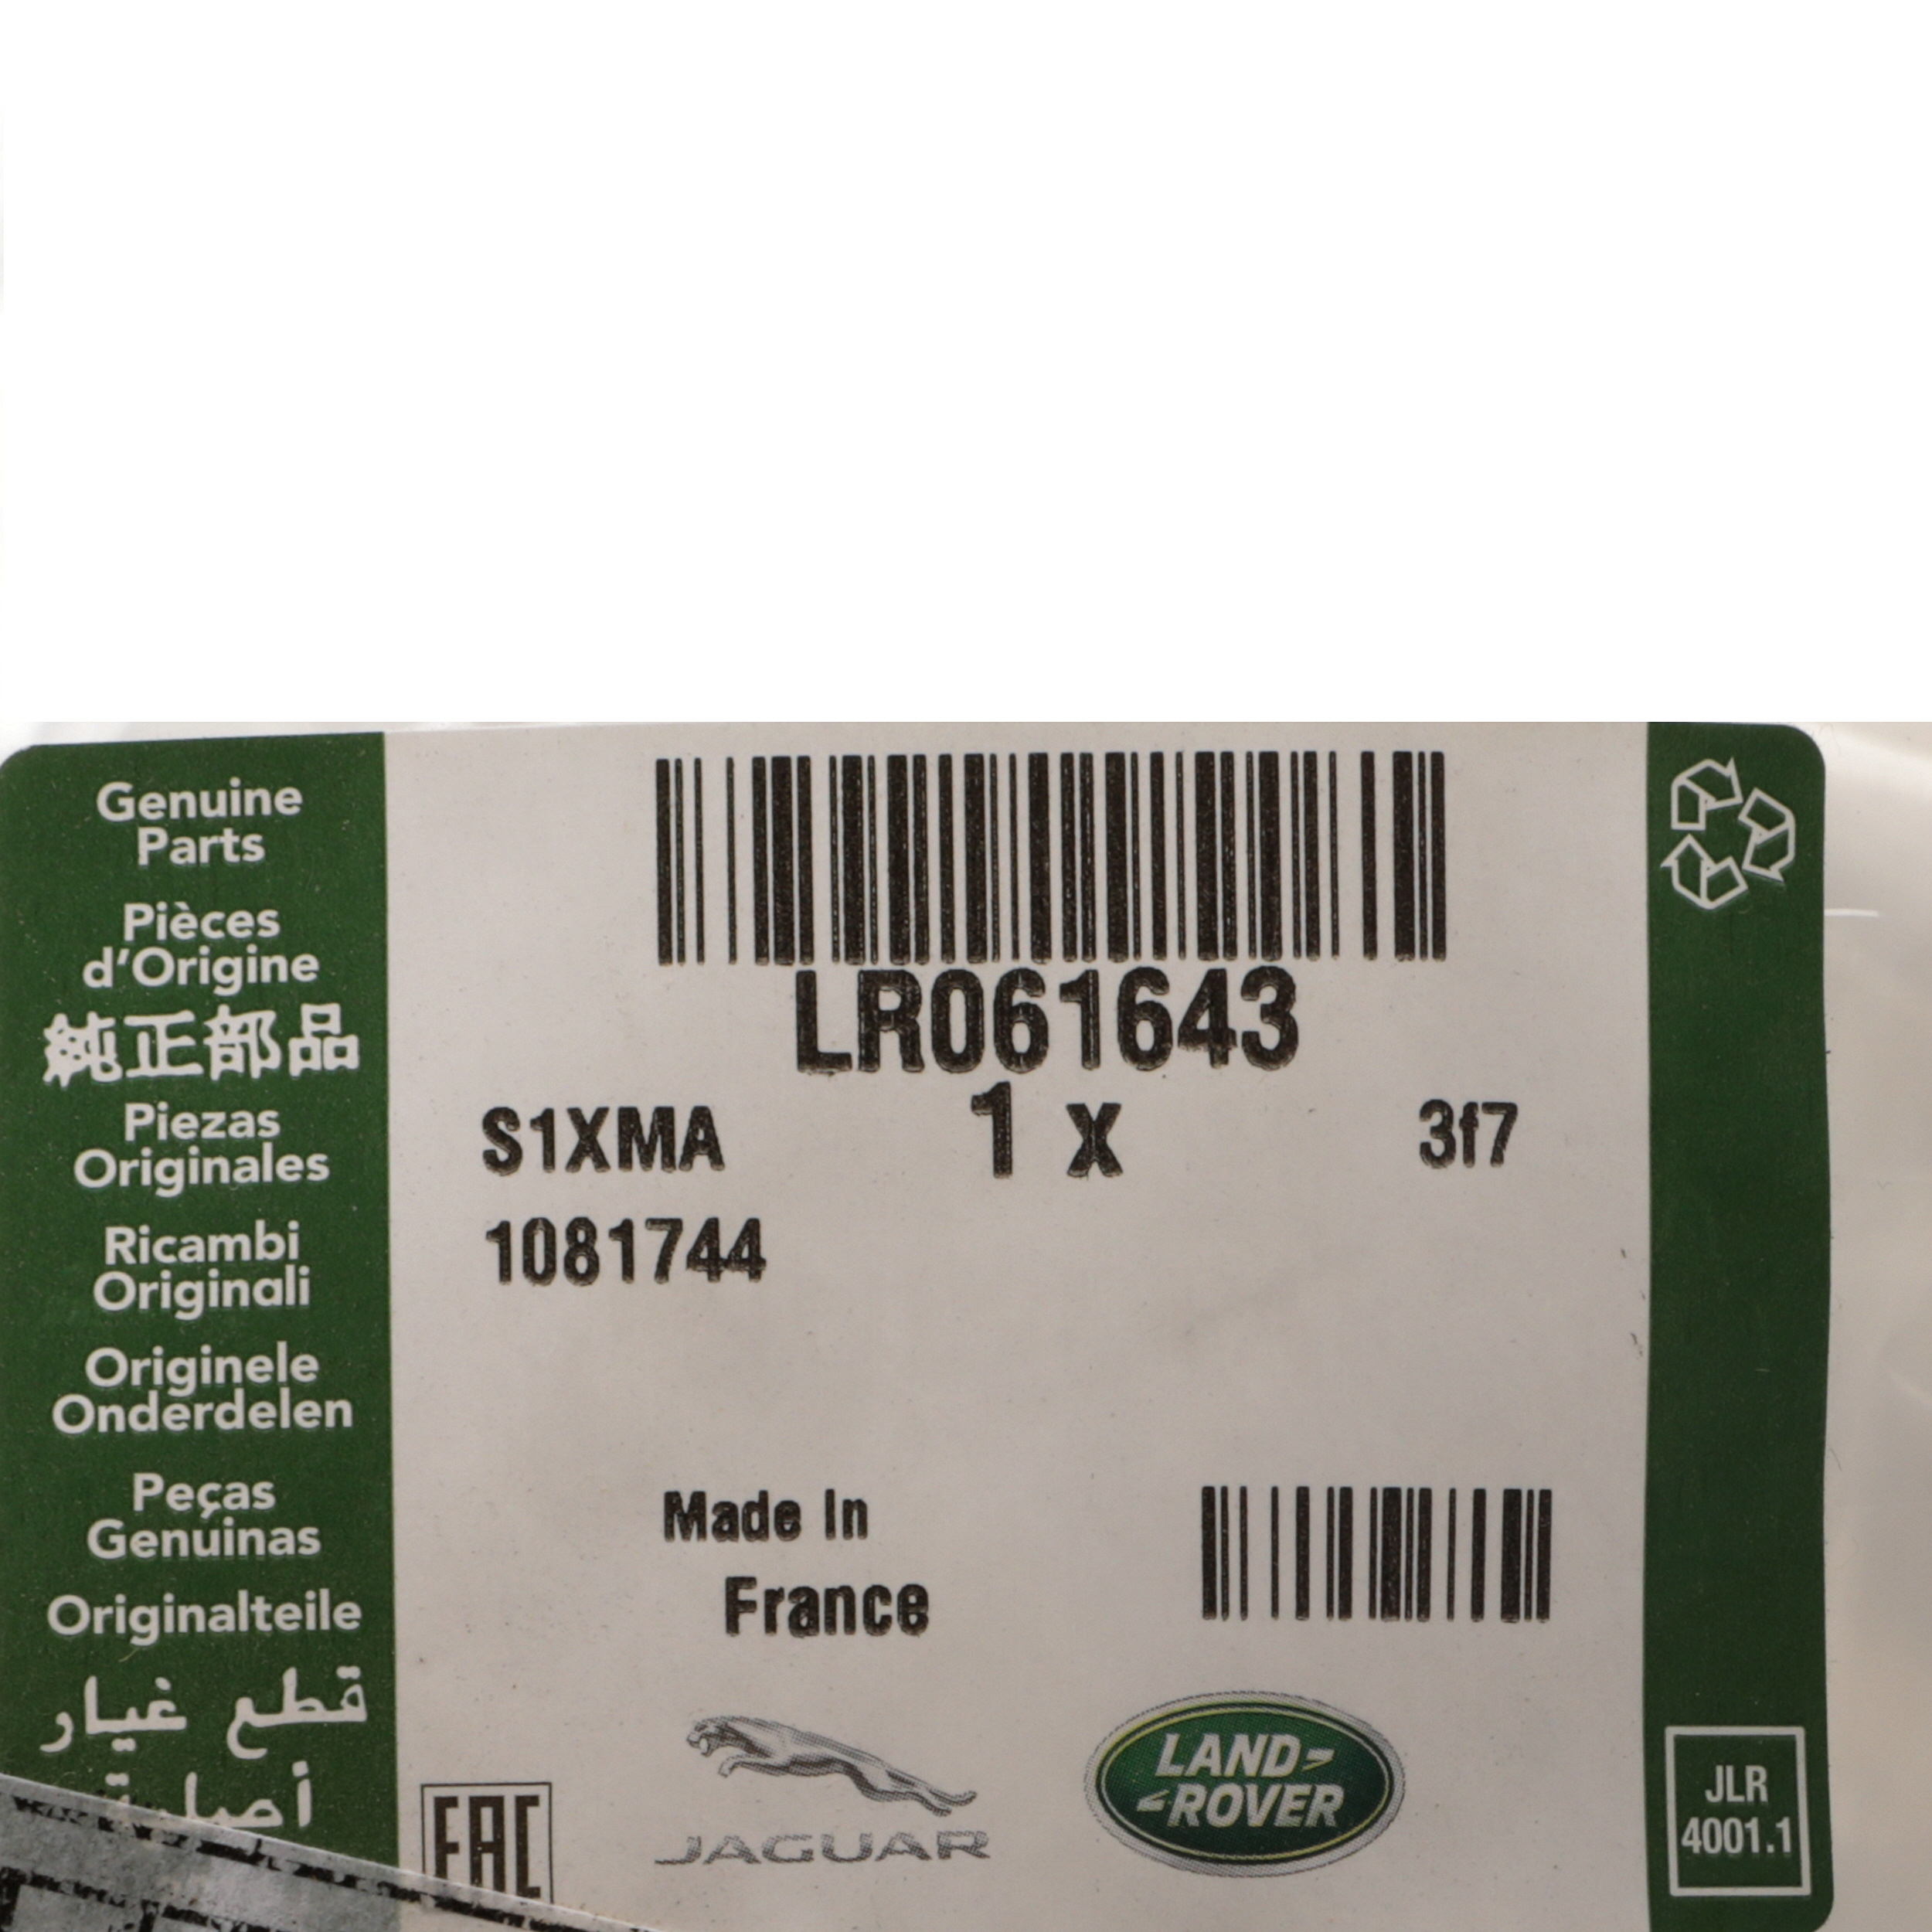 Genuine
Parts
Pièces
d'Origine
純正部品
Piezas
Originales
Ricambi
Originali
Originele
Onderdelen
Peças
Genuinas
Originalteile
قطع غيار
أصلية
LR061643
S1XMA 1 x 3f7
1081744
Made In
France
EAC
JAGUAR
LAND-
-ROVER
JLR
4001.1